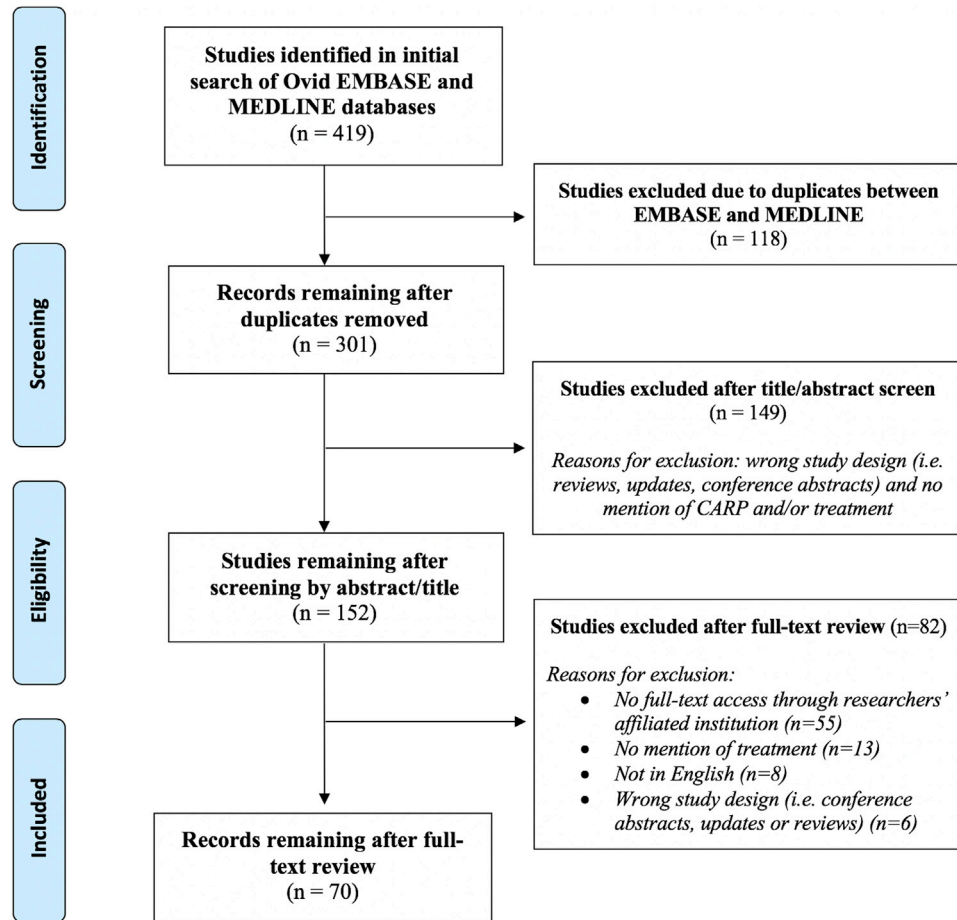 Identification
Studies identified in initial
search of Ovid EMBASE and
MEDLINE databases
(n = 419)
Studies excluded due to duplicates between
EMBASE and MEDLINE
(n = 118)
Screening
Records remaining after
duplicates removed
(n = 301)
Studies excluded after title/abstract screen
(n = 149)
Reasons for exclusion: wrong study design (i.e.
reviews, updates, conference abstracts) and no
mention of CARP and/or treatment
Eligibility
Studies remaining after
screening by abstract/title
(n = 152)
Studies excluded after full-text review (n=82)
Reasons for exclusion:
• No full-text access through researchers’
affiliated institution (n=55)
• No mention of treatment (n=13)
• Not in English (n=8)
• Wrong study design (i.e. conference
abstracts, updates or reviews) (n=6)
Included
Records remaining after full-
text review
(n = 70)